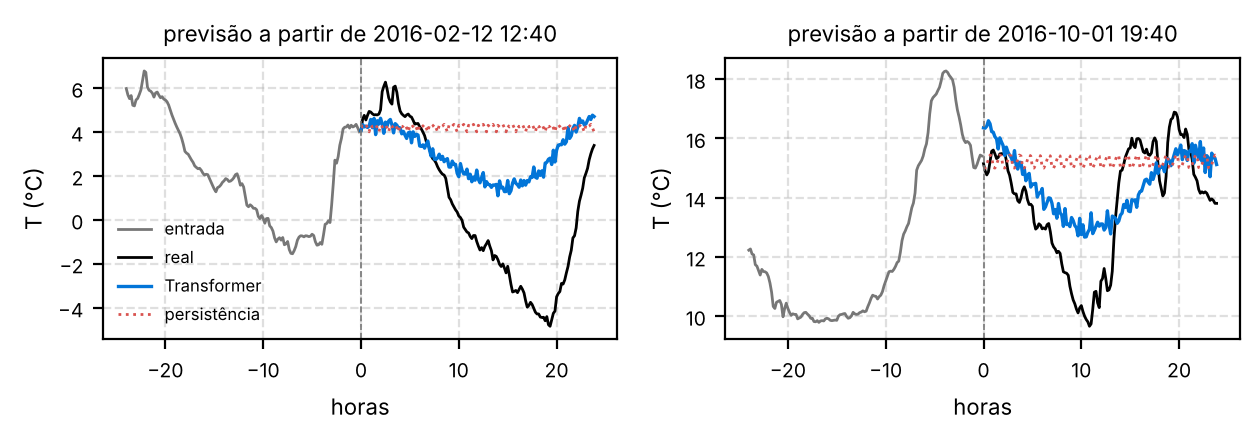 previsão a partir de 2016-02-12 12:40
T (°C)
6
4
2
0
−2
−4
entrada
real
Transformer
persistência
−20
−10
0
10
20
horas
previsão a partir de 2016-10-01 19:40
T (°C)
18
16
14
12
10
−20
−10
0
10
20
horas